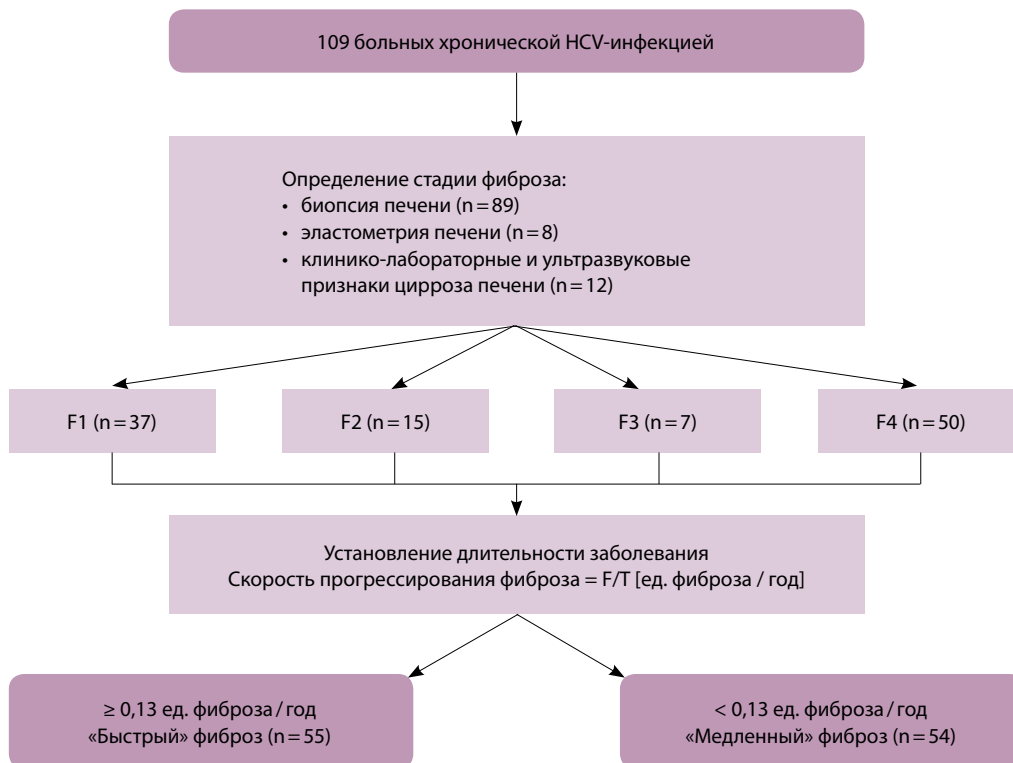 109 больных хронической HCV-инфекцией
Определение стадии фиброза:
• биопсия печени (n=89)
• эластометрия печени (n=8)
• клинико-лабораторные и ультразвуковые
признаки цирроза печени (n=12)
F1 (n=37)
F2 (n=15)
F3 (n=7)
F4 (n=50)
Установление длительности заболевания
Скорость прогрессирования фиброза = F/T [ед. фиброза / год]
≥ 0,13 ед. фиброза / год
«Быстрый» фиброз (n=55)
< 0,13 ед. фиброза / год
«Медленный» фиброз (n=54)